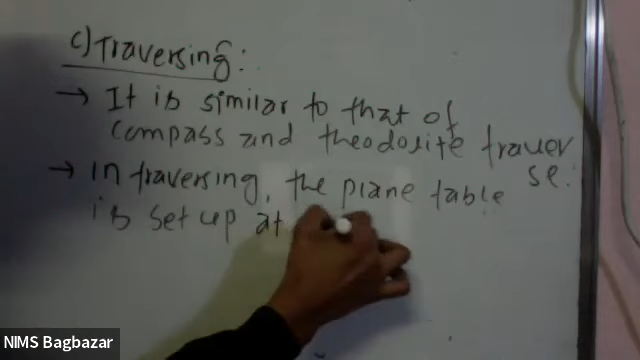 c) Traversing:
→ It is similar to that of
compass and theodolite traver
se.
→ In traversing, the plane table
is set up at
NIMS Bagbazar